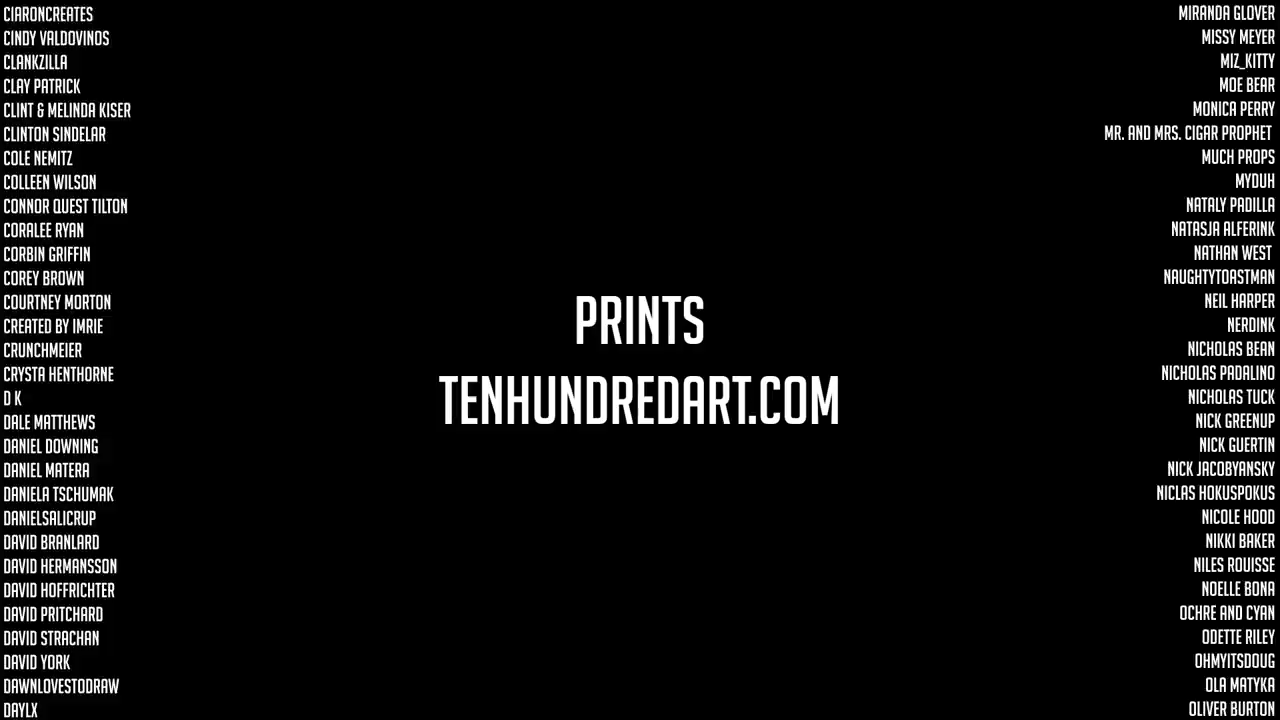 CIARONCREATES
CINDY VALDOVINOS
CLANKZILLA
CLAY PATRICK
CLINT & MELINDA KISER
CLINTON SINDELAR
COLE NEMITZ
COLLEEN WILSON
CONNOR QUEST TILTON
CORALEE RYAN
CORBIN GRIFFIN
COREY BROWN
COURTNEY MORTON
CREATED BY IMRIE
CRUNCHMEIER
CRYSTA HENTHORNE
D K
DALE MATTHEWS
DANIEL DOWNING
DANIEL MATERA
DANIELA TSCHUMAK
DANIELSALICRUP
DAVID BRANLARD
DAVID HERMANSSON
DAVID HOFFRICHTER
DAVID PRITCHARD
DAVID STRACHAN
DAVID YORK
DAWNLOVESTODRAW
DAYLX
PRINTS
TENHUNDREDART.COM
MIRANDA GLOVER
MISSY MEYER
MIZ_KITTY
MOE BEAR
MONICA PERRY
MR. AND MRS. CIGAR PROPHET
MUCH PROPS
MYDUH
NATALY PADILLA
NATASJA ALFERINK
NATHAN WEST
NAUGHTYTOASTMAN
NEIL HARPER
NERDINK
NICHOLAS BEAN
NICHOLAS PADALINO
NICHOLAS TUCK
NICK GREENUP
NICK GUERTIN
NICK JACOBYANSKY
NICLAS HOKUSPOKUS
NICOLE HOOD
NIKKI BAKER
NILES ROUISSE
NOELLE BONA
OCHRE AND CYAN
ODETTE RILEY
OHMYITSDOUG
OLA MATYKA
OLIVER BURTON